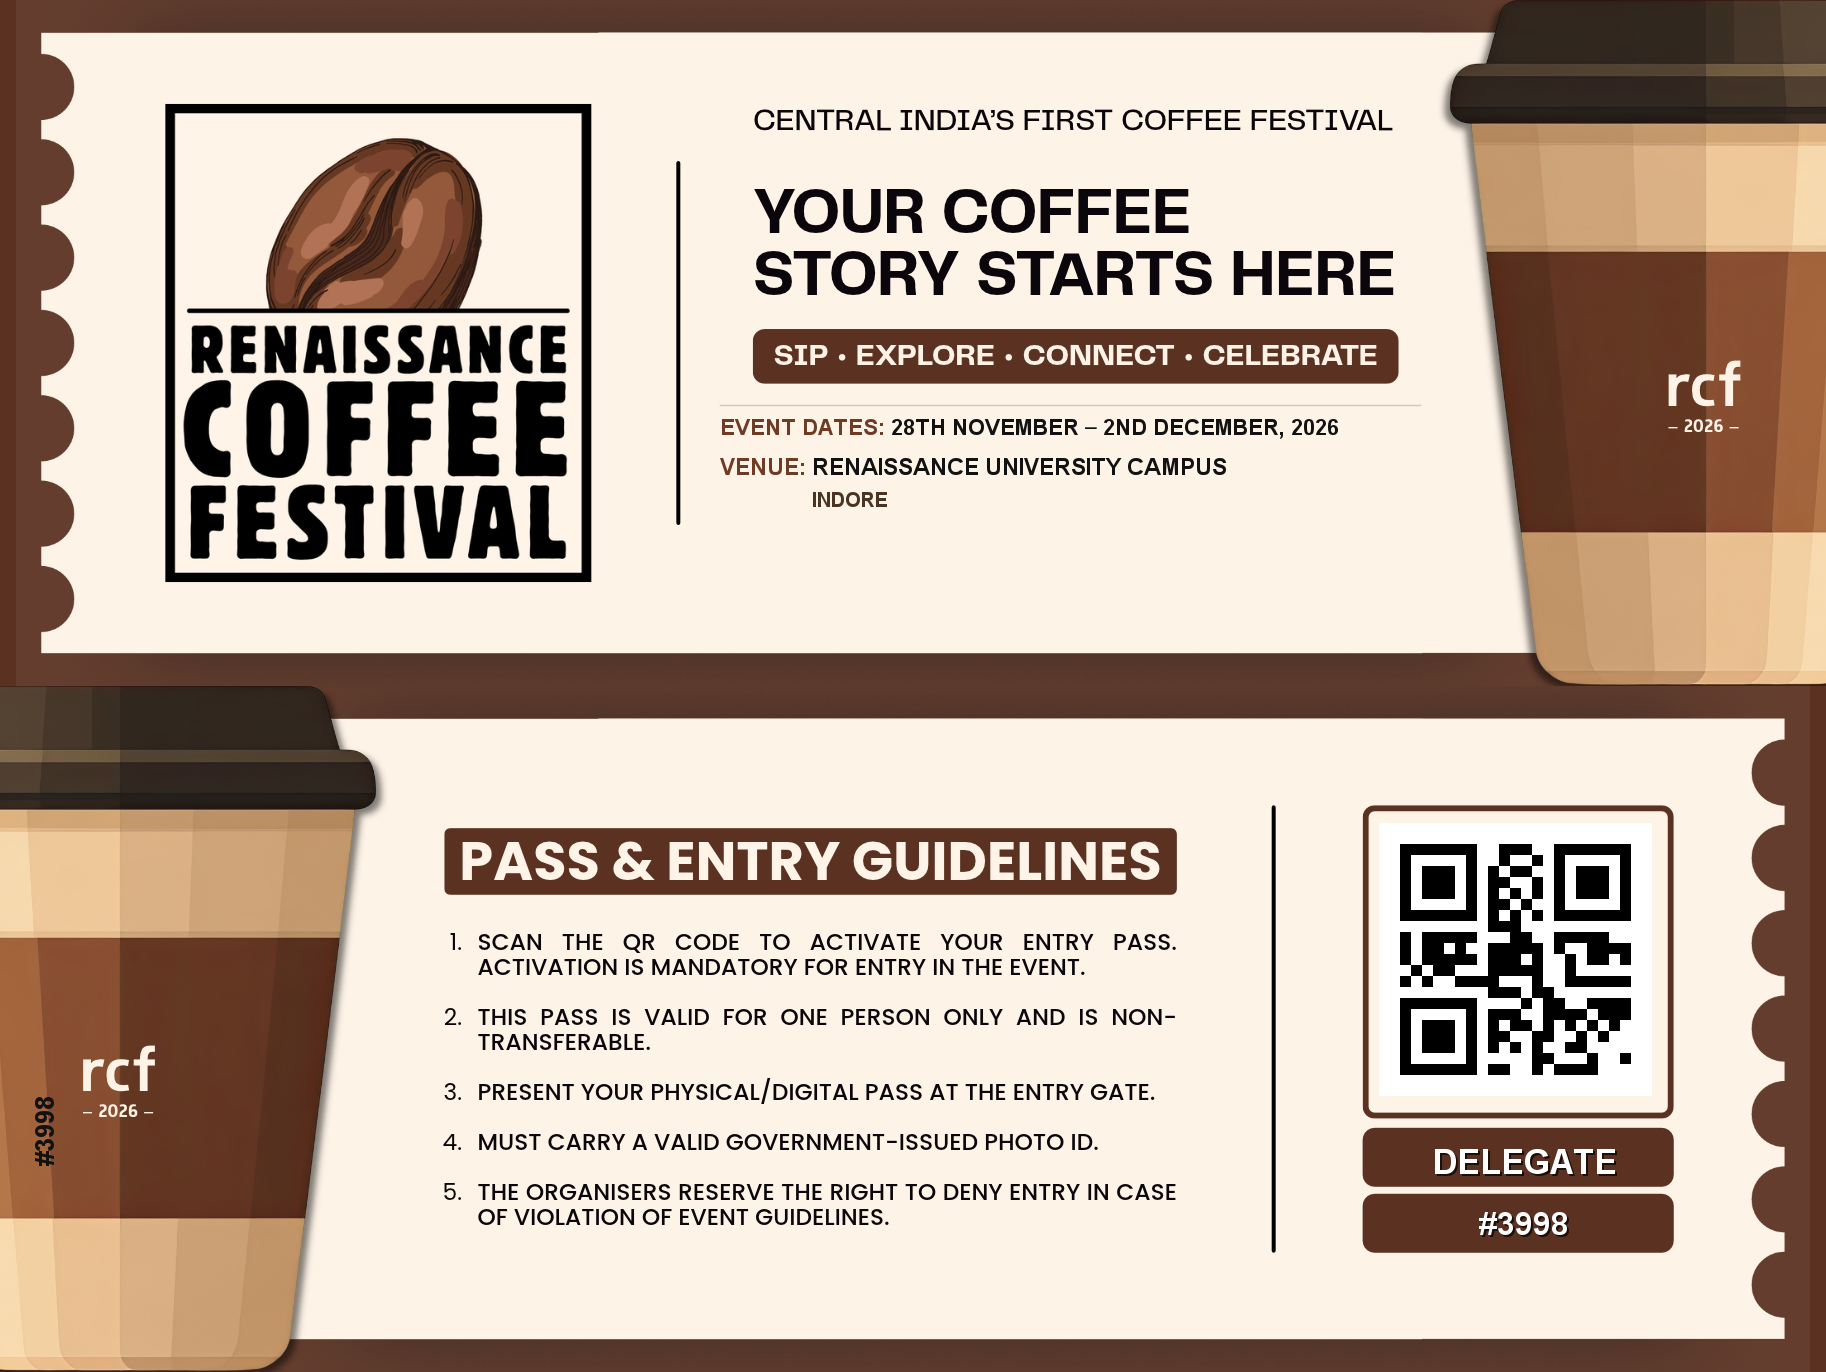 CENTRAL INDIA'S FIRST COFFEE FESTIVAL
YOUR COFFEE
STORY STARTS HERE
SIP • EXPLORE • CONNECT • CELEBRATE
EVENT DATES: 28TH NOVEMBER – 2ND DECEMBER, 2026
VENUE: RENAISSANCE UNIVERSITY CAMPUS
INDORE
RENAISSANCE
COFFEE
FESTIVAL
rcf
– 2026 –
PASS & ENTRY GUIDELINES
1. SCAN THE QR CODE TO ACTIVATE YOUR ENTRY PASS.
ACTIVATION IS MANDATORY FOR ENTRY IN THE EVENT.
2. THIS PASS IS VALID FOR ONE PERSON ONLY AND IS NON-
TRANSFERABLE.
3. PRESENT YOUR PHYSICAL/DIGITAL PASS AT THE ENTRY GATE.
4. MUST CARRY A VALID GOVERNMENT-ISSUED PHOTO ID.
5. THE ORGANISERS RESERVE THE RIGHT TO DENY ENTRY IN CASE
OF VIOLATION OF EVENT GUIDELINES.
rcf
– 2026 –
#3998
DELEGATE
#3998